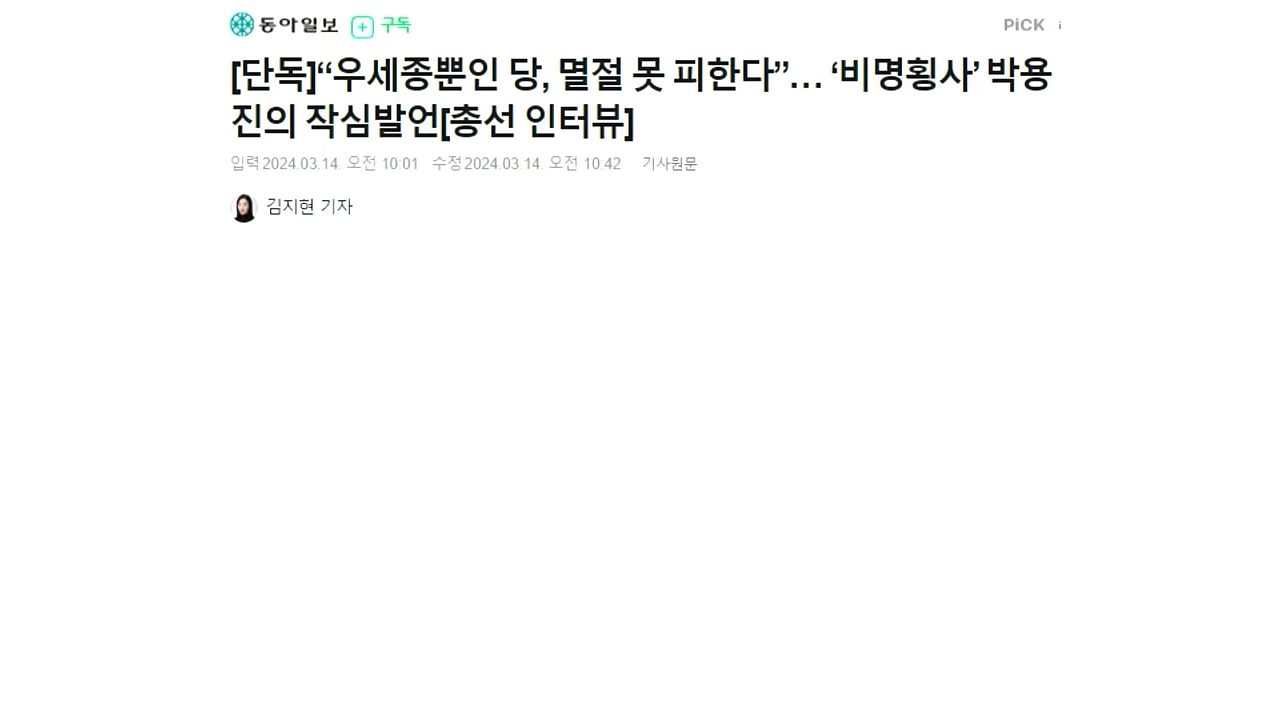 동아일보 구독 PiCK
[단독]“우세종뿐인 당, 멸절 못 피한다”… ‘비명횡사’ 박용
진의 작심발언[총선 인터뷰]
입력 2024.03.14. 오전 10:01 수정 2024.03.14. 오전 10:42 기사원문
김지현 기자